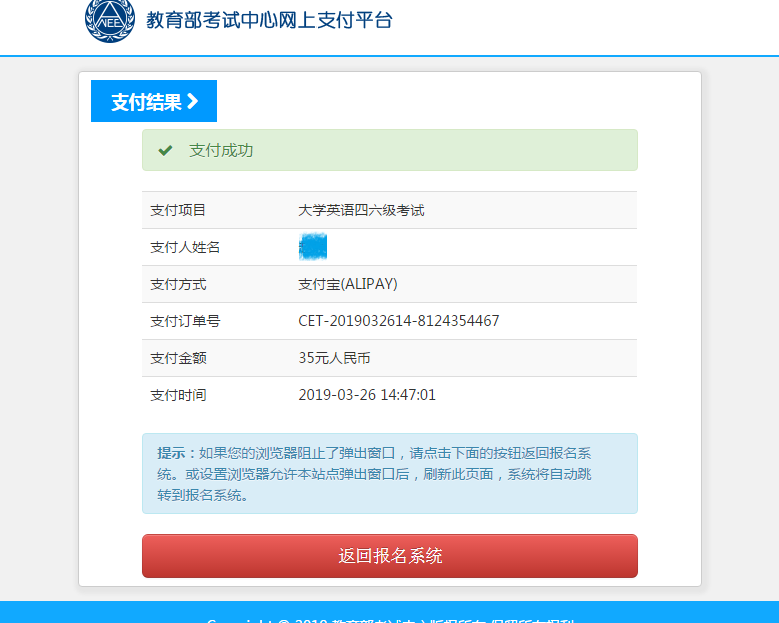 NEEA
教育部考试中心网上支付平台
支付结果
支付成功
支付项目 大学英语四六级考试
支付人姓名
支付方式 支付宝(ALIPAY)
支付订单号 CET-2019032614-8124354467
支付金额 35元人民币
支付时间 2019-03-26 14:47:01
提示：如果您的浏览器阻止了弹出窗口，请点击下面的按钮返回报名系
统。或设置浏览器允许本站点弹出窗口后，刷新此页面，系统将自动跳
转到报名系统。
返回报名系统